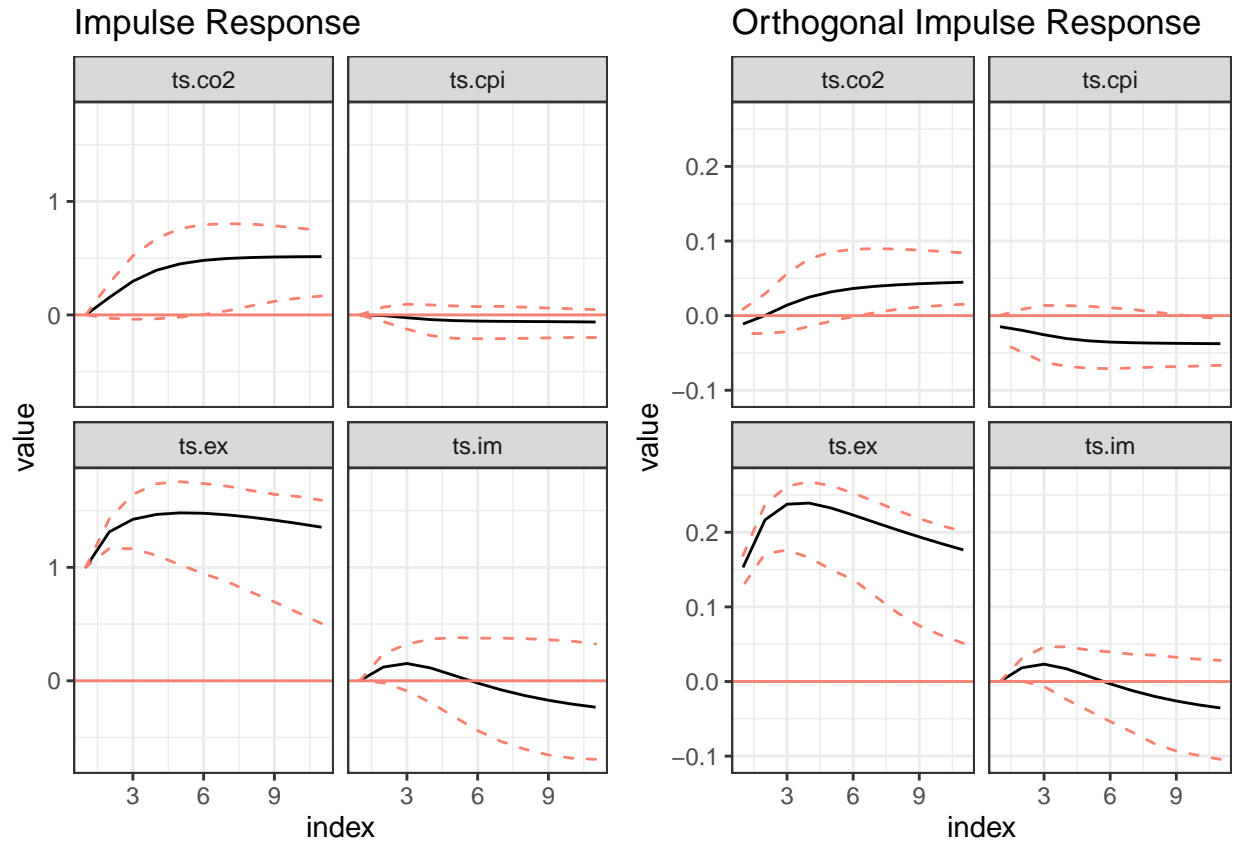 Impulse Response
ts.co2 ts.cpi
1
0
ts.ex ts.im
1
0
3 6 9 3 6 9
value
index
Orthogonal Impulse Response
ts.co2 ts.cpi
0.2
0.1
0.0
−0.1
ts.ex ts.im
0.2
0.1
0.0
−0.1
3 6 9 3 6 9
value
index